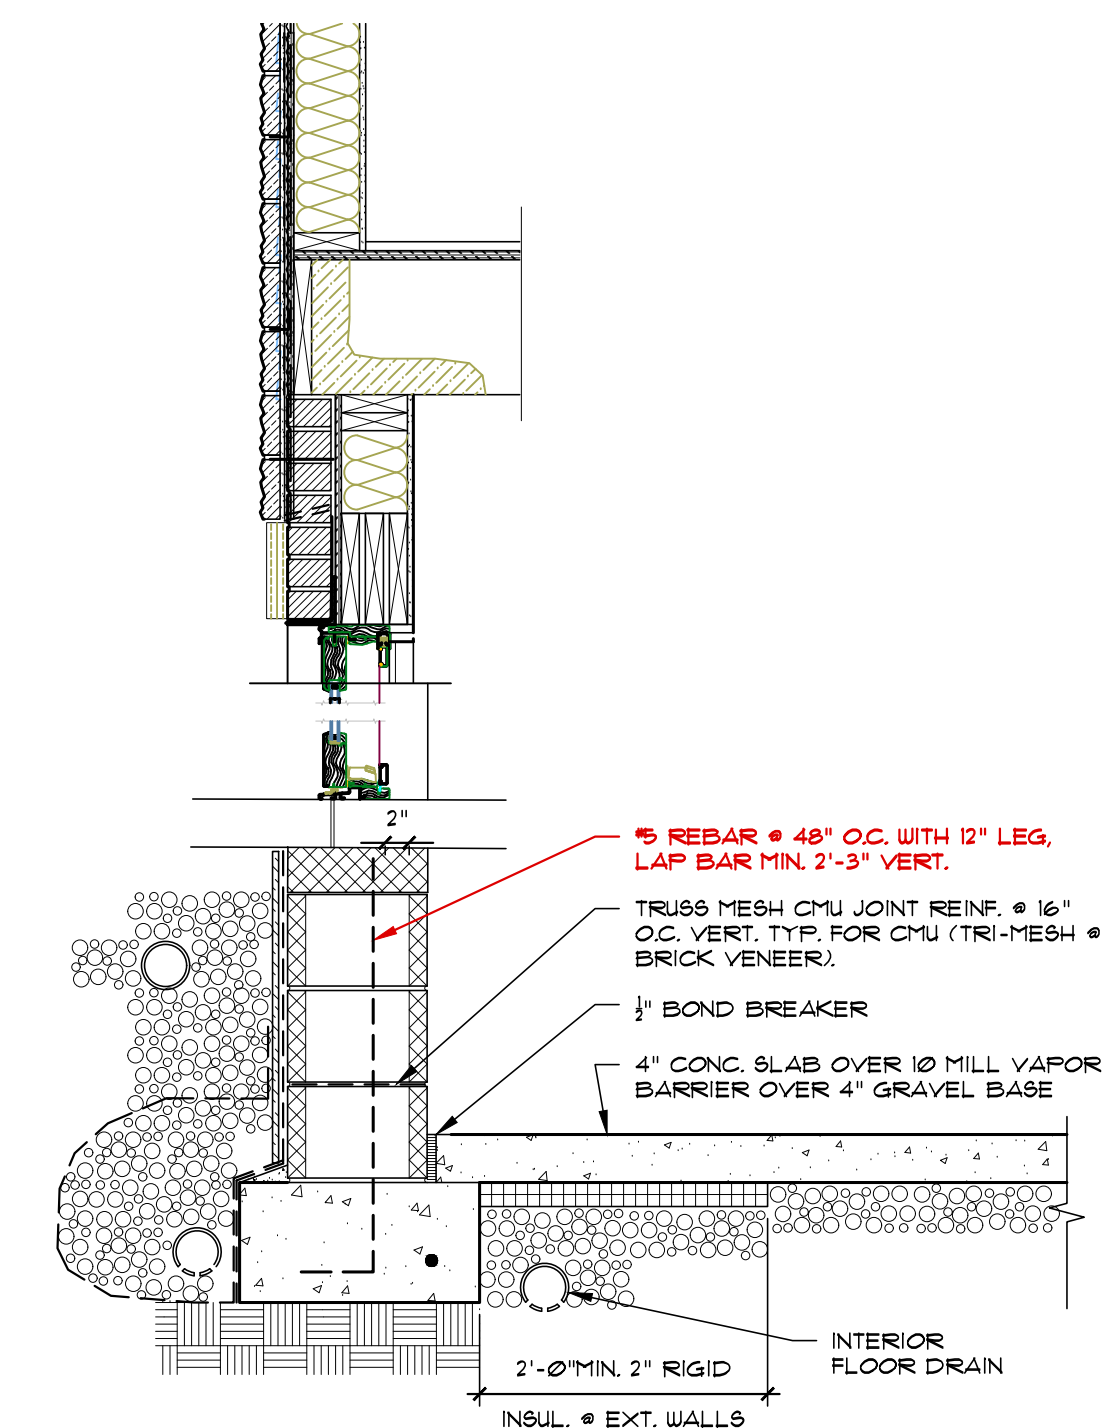 2"
#5 REBAR @ 48" O.C. WITH 12" LEG,
LAP BAR MIN. 2'-3" VERT.
TRUSS MESH CMU JOINT REINF. @ 16"
O.C. VERT. TYP. FOR CMU (TRI-MESH @
BRICK VENEER).
½" BOND BREAKER
4" CONC. SLAB OVER 10 MILL VAPOR
BARRIER OVER 4" GRAVEL BASE
INTERIOR
FLOOR DRAIN
2'-0"MIN. 2" RIGID
INSUL. @ EXT. WALLS